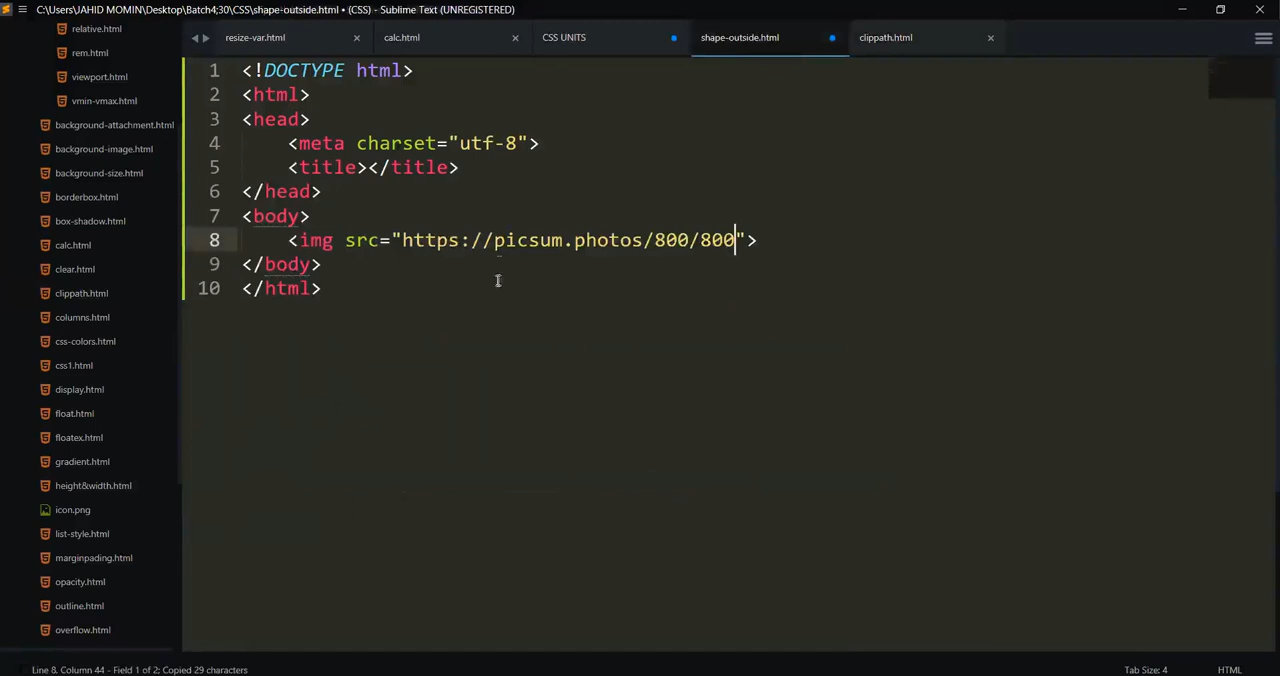 C:\Users\JAHID MOMIN\Desktop\Batch4;30\CSS\shape-outside.html • (CSS) - Sublime Text (UNREGISTERED)
relative.html
rem.html
viewport.html
vmin-vmax.html
background-attachment.html
background-image.html
background-size.html
borderbox.html
box-shadow.html
calc.html
clear.html
clippath.html
columns.html
css-colors.html
css1.html
display.html
float.html
floatex.html
gradient.html
height&width.html
icon.png
list-style.html
marginpading.html
opacity.html
outline.html
overflow.html
resize-var.html
calc.html
CSS UNITS
shape-outside.html
clippath.html
1 <!DOCTYPE html>
2 <html>
3 <head>
4 <meta charset="utf-8">
5 <title></title>
6 </head>
7 <body>
8 <img src="https://picsum.photos/800/800">
9 </body>
10 </html>
Line 8, Column 44 - Field 1 of 2; Copied 29 characters
Tab Size: 4
HTML